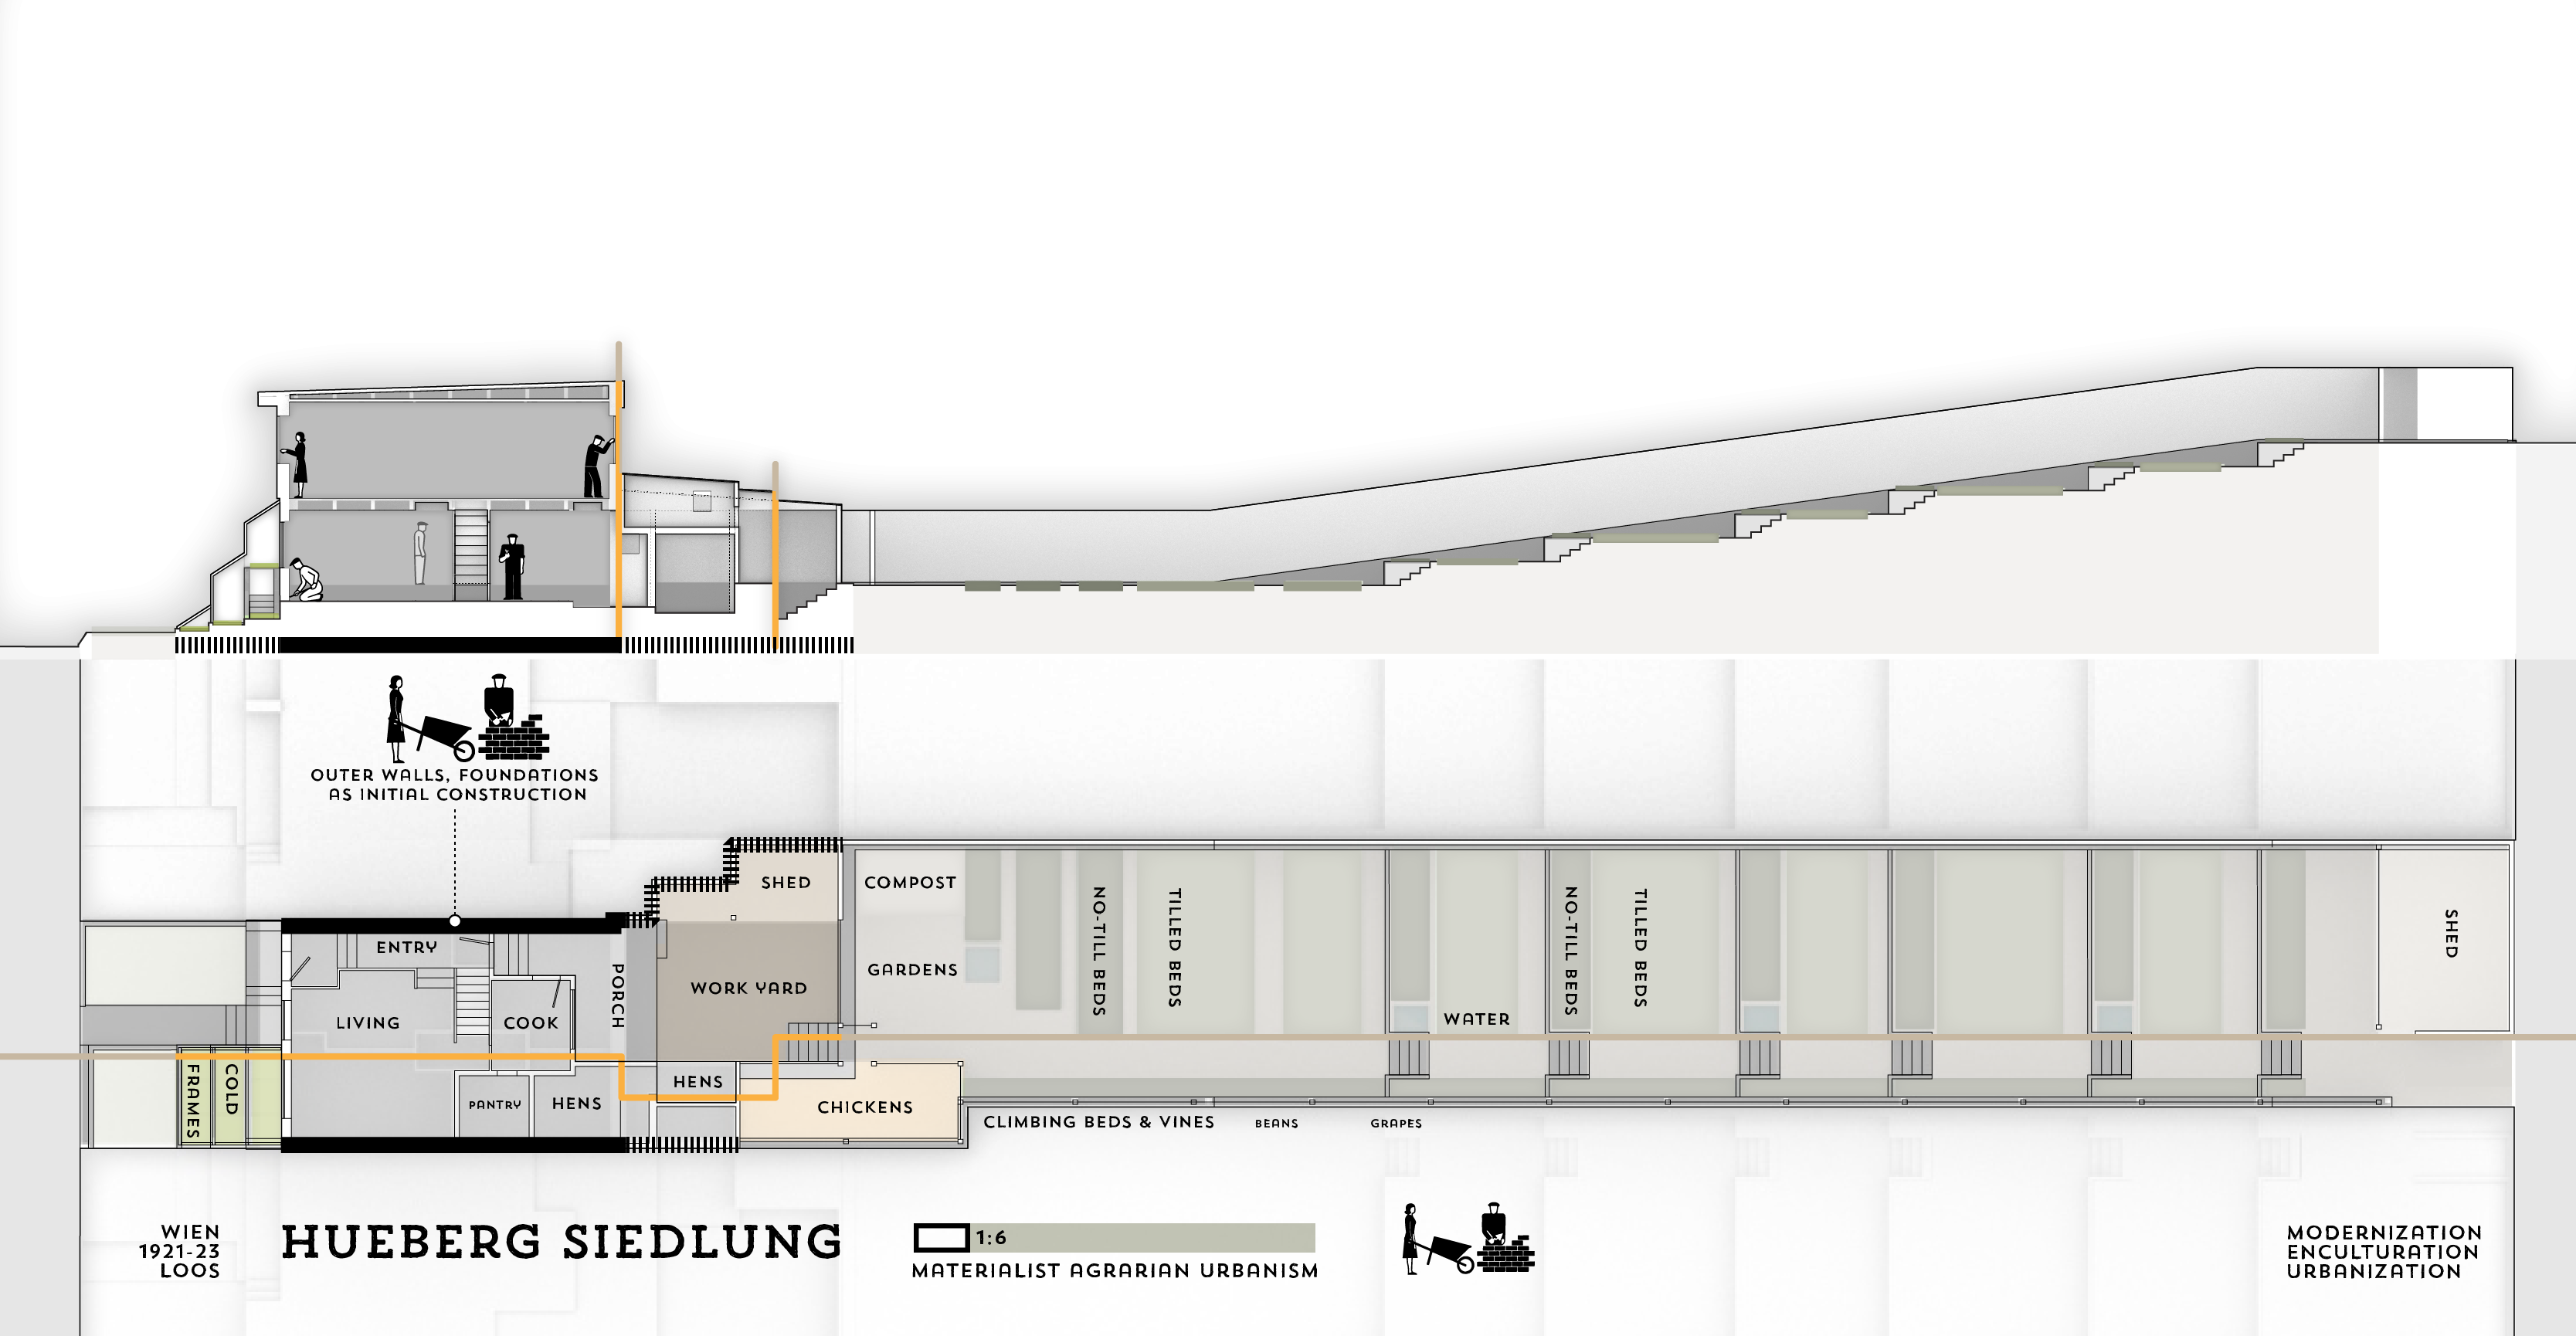 OUTER WALLS, FOUNDATIONS
AS INITIAL CONSTRUCTION
SHED
COMPOST
ENTRY
PORCH
WORK YARD
GARDENS
NO-TILL BEDS
TILLED BEDS
NO-TILL BEDS
TILLED BEDS
SHED
LIVING
COOK
WATER
FRAMES
COLD
PANTRY
HENS
HENS
CHICKENS
CLIMBING BEDS & VINES
BEANS
GRAPES
WIEN
1921-23
LOOS
HUEBERG SIEDLUNG
1:6
MATERIALIST AGRARIAN URBANISM
MODERNIZATION
ENCULTURATION
URBANIZATION